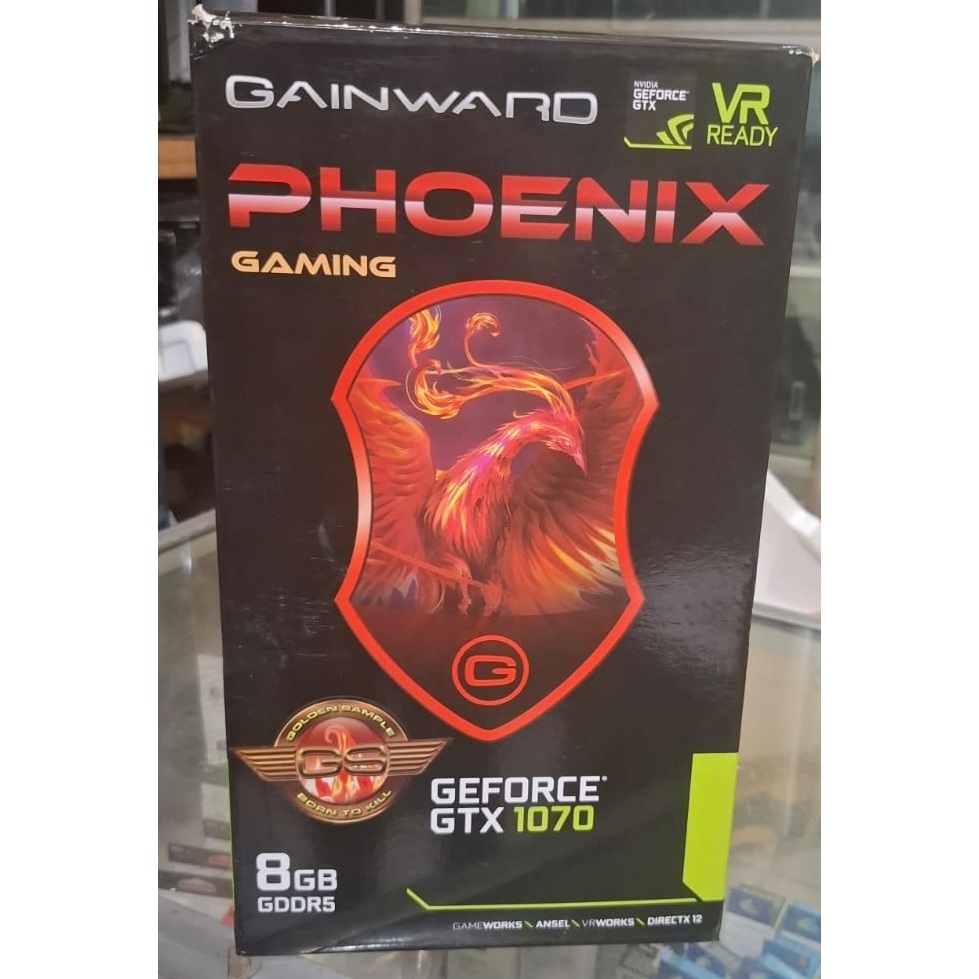 GAINWARD
NVIDIA
GEFORCE
GTX
VR
READY
PHOENIX
GAMING
G
GOLDEN SAMPLE
GS
BORN TO KILL
GEFORCE®
GTX 1070
8GB
GDDR5
GAMEWORKS \ ANSEL \ VRWORKS \ DIRECTX 12